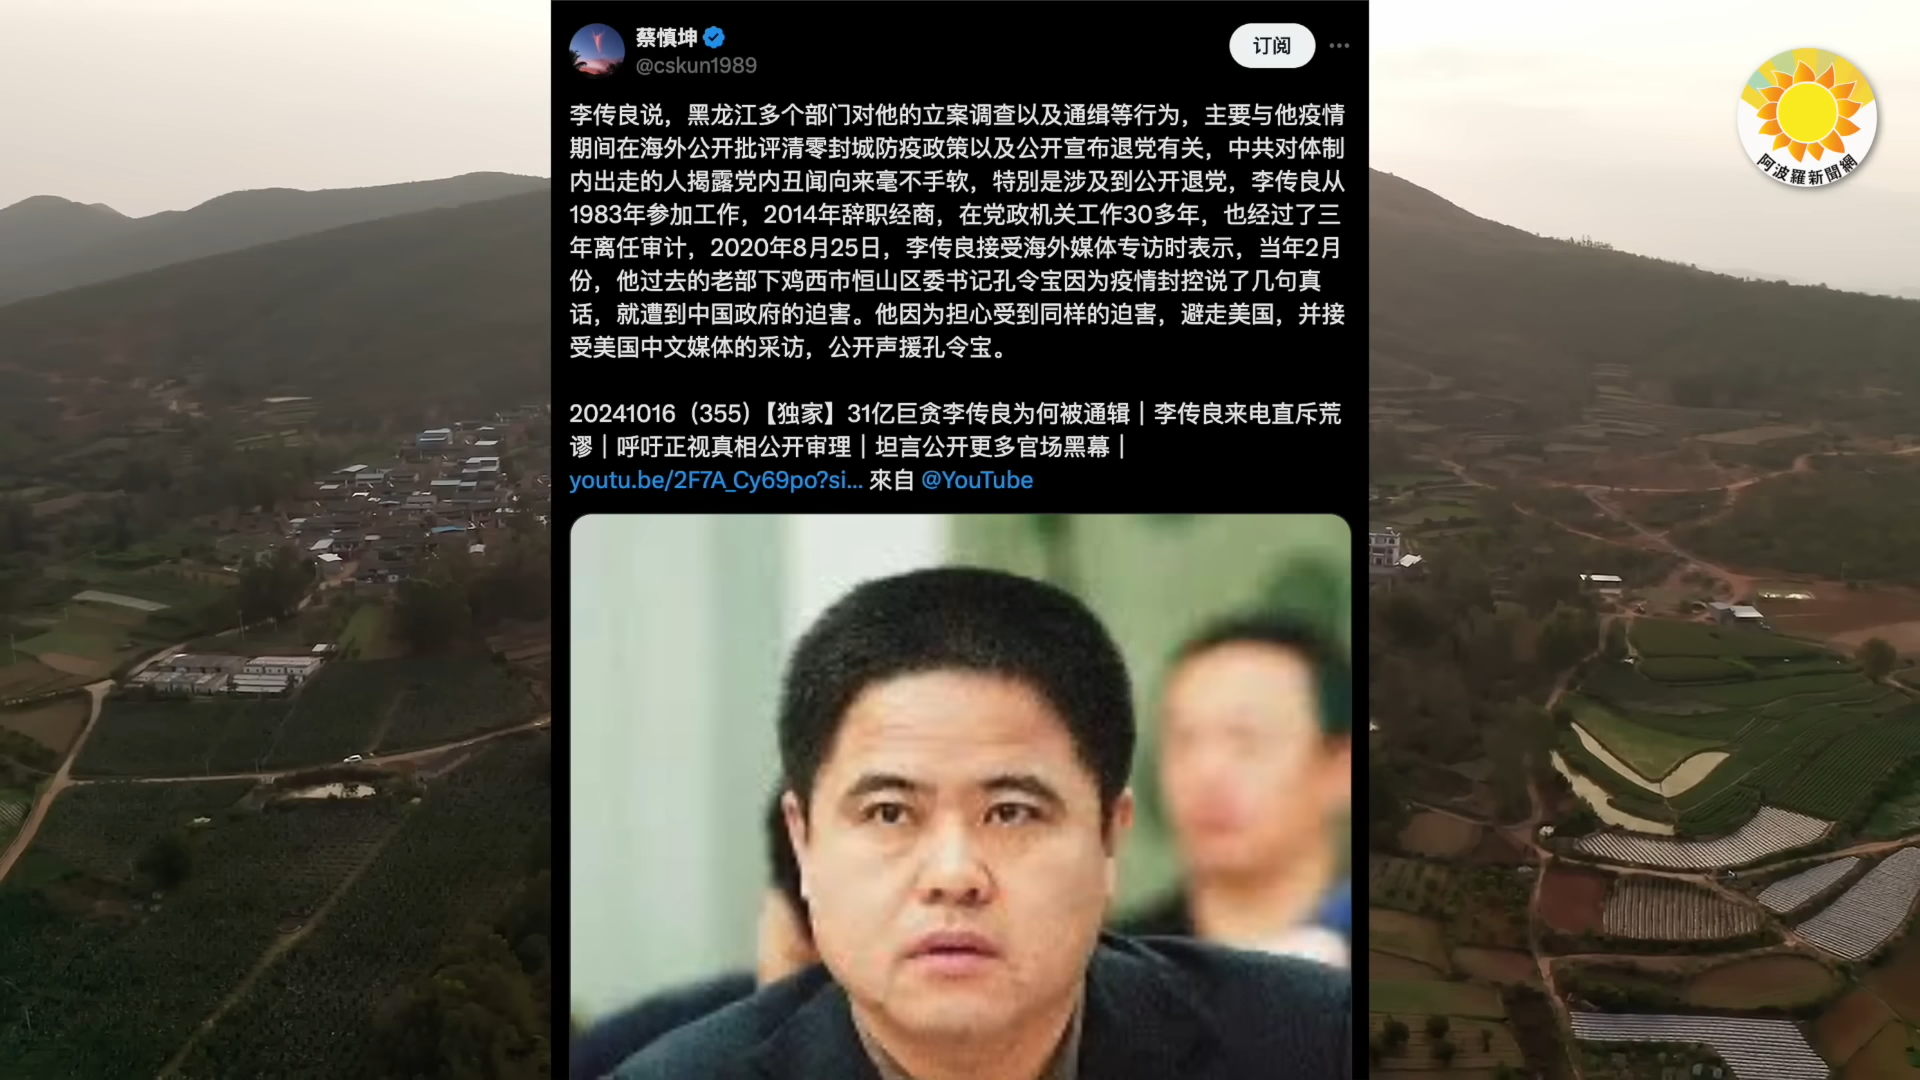 蔡慎坤
@cskun1989
订阅
李传良说，黑龙江多个部门对他的立案调查以及通缉等行为，主要与他疫情
期间在海外公开批评清零封城防疫政策以及公开宣布退党有关，中共对体制
内出走的人揭露党内丑闻向来毫不手软，特别是涉及到公开退党，李传良从
1983年参加工作，2014年辞职经商，在党政机关工作30多年，也经过了三
年离任审计，2020年8月25日，李传良接受海外媒体专访时表示，当年2月
份，他过去的老部下鸡西市恒山区委书记孔令宝因为疫情封控说了几句真
话，就遭到中国政府的迫害。他因为担心受到同样的迫害，避走美国，并接
受美国中文媒体的采访，公开声援孔令宝。
20241016（355）【独家】31亿巨贪李传良为何被通辑｜李传良来电直斥荒
谬｜呼吁正视真相公开审理｜坦言公开更多官场黑幕｜
youtu.be/2F7A_Cy69po?si... 來自 @YouTube
阿波羅新聞網